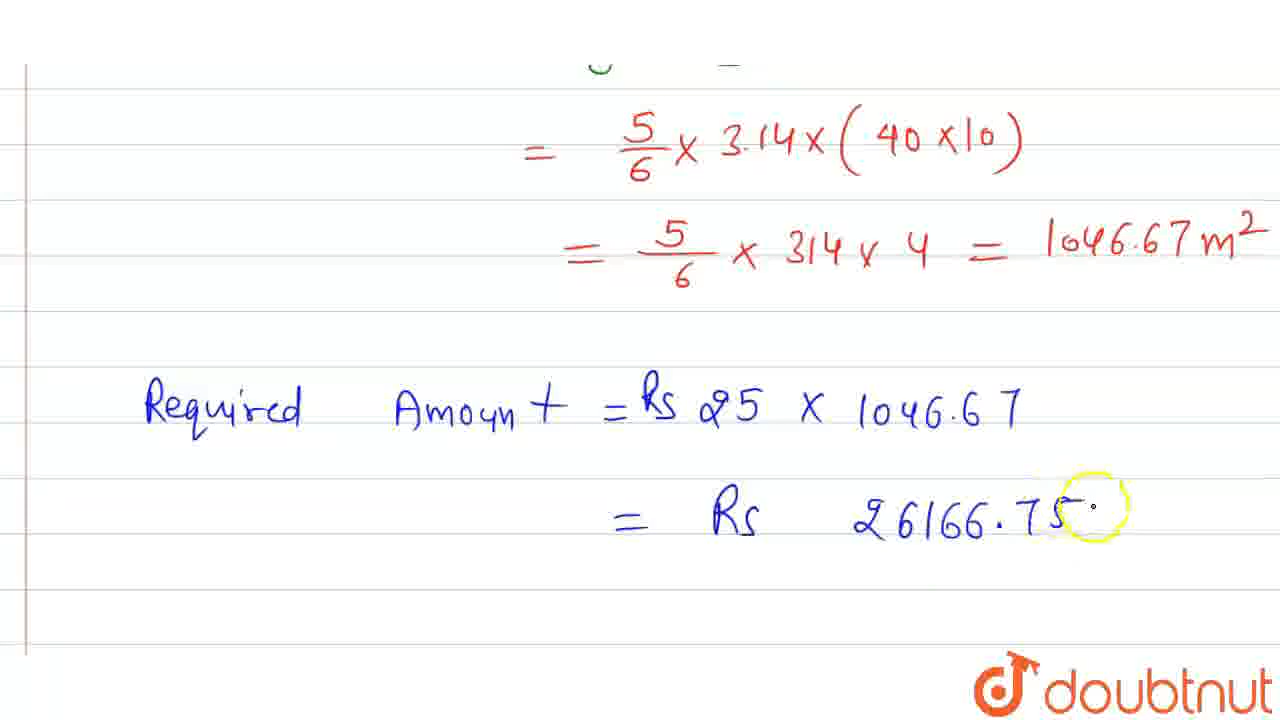 = 5/6 × 3.14 × (40 × 10)
= 5/6 × 314 × 4 = 1046.67 m²
Required Amount = Rs 25 × 1046.67
= Rs 26166.75
doubtnut